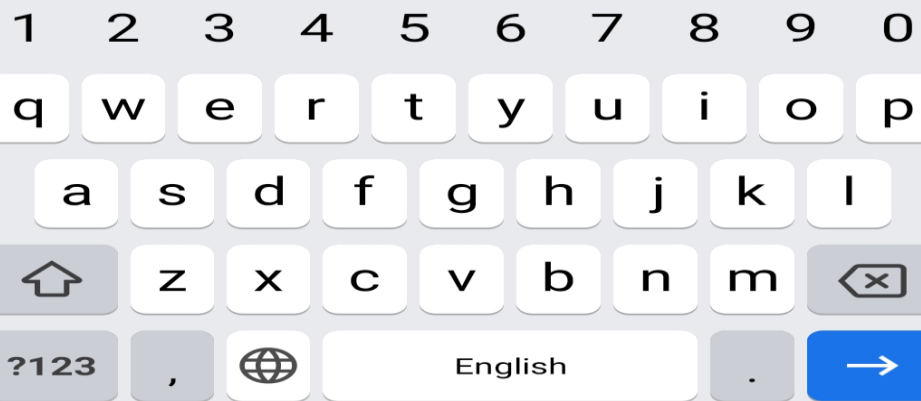 1 2 3 4 5 6 7 8 9 0
q w e r t y u i o p
a s d f g h j k l
z x c v b n m
?123 , English .